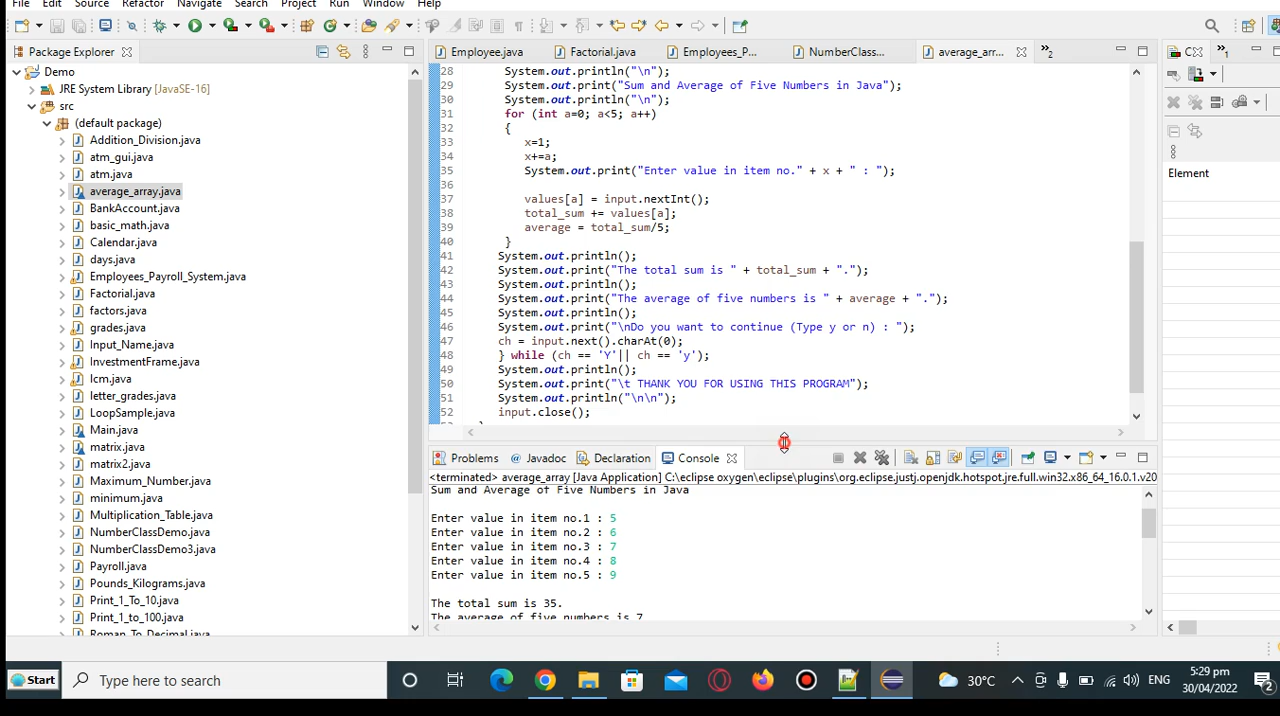 File Edit Source Refactor Navigate Search Project Run Window Help
Package Explorer
Employee.java Factorial.java Employees_P... NumberClass... average_arr... »2
»1
Demo
JRE System Library [JavaSE-16]
src
(default package)
Addition_Division.java
atm_gui.java
atm.java
average_array.java
BankAccount.java
basic_math.java
Calendar.java
days.java
Employees_Payroll_System.java
Factorial.java
factors.java
grades.java
Input_Name.java
InvestmentFrame.java
lcm.java
letter_grades.java
LoopSample.java
Main.java
matrix.java
matrix2.java
Maximum_Number.java
minimum.java
Multiplication_Table.java
NumberClassDemo.java
NumberClassDemo3.java
Payroll.java
Pounds_Kilograms.java
Print_1_To_10.java
Print_1_to_100.java
Roman_To_Decimal.java
28 System.out.println("\n");
29 System.out.print("Sum and Average of Five Numbers in Java");
30 System.out.println("\n");
31 for (int a=0; a<5; a++)
32 {
33 x=1;
34 x+=a;
35 System.out.print("Enter value in item no." + x + " : ");
36
37 values[a] = input.nextInt();
38 total_sum += values[a];
39 average = total_sum/5;
40 }
41 System.out.println();
42 System.out.print("The total sum is " + total_sum + ".");
43 System.out.println();
44 System.out.print("The average of five numbers is " + average + ".");
45 System.out.println();
46 System.out.print("\nDo you want to continue (Type y or n) : ");
47 ch = input.next().charAt(0);
48 } while (ch == 'Y'|| ch == 'y');
49 System.out.println();
50 System.out.print("\t THANK YOU FOR USING THIS PROGRAM");
51 System.out.println("\n\n");
52 input.close();
Element
Problems Javadoc Declaration Console
<terminated> average_array [Java Application] C:\eclipse oxygen\eclipse\plugins\org.eclipse.justj.openjdk.hotspot.jre.full.win32.x86_64_16.0.1.v20
Sum and Average of Five Numbers in Java
Enter value in item no.1 : 5
Enter value in item no.2 : 6
Enter value in item no.3 : 7
Enter value in item no.4 : 8
Enter value in item no.5 : 9
The total sum is 35.
The average of five numbers is 7
Start Type here to search 30°C ENG 5:29 pm
30/04/2022
2